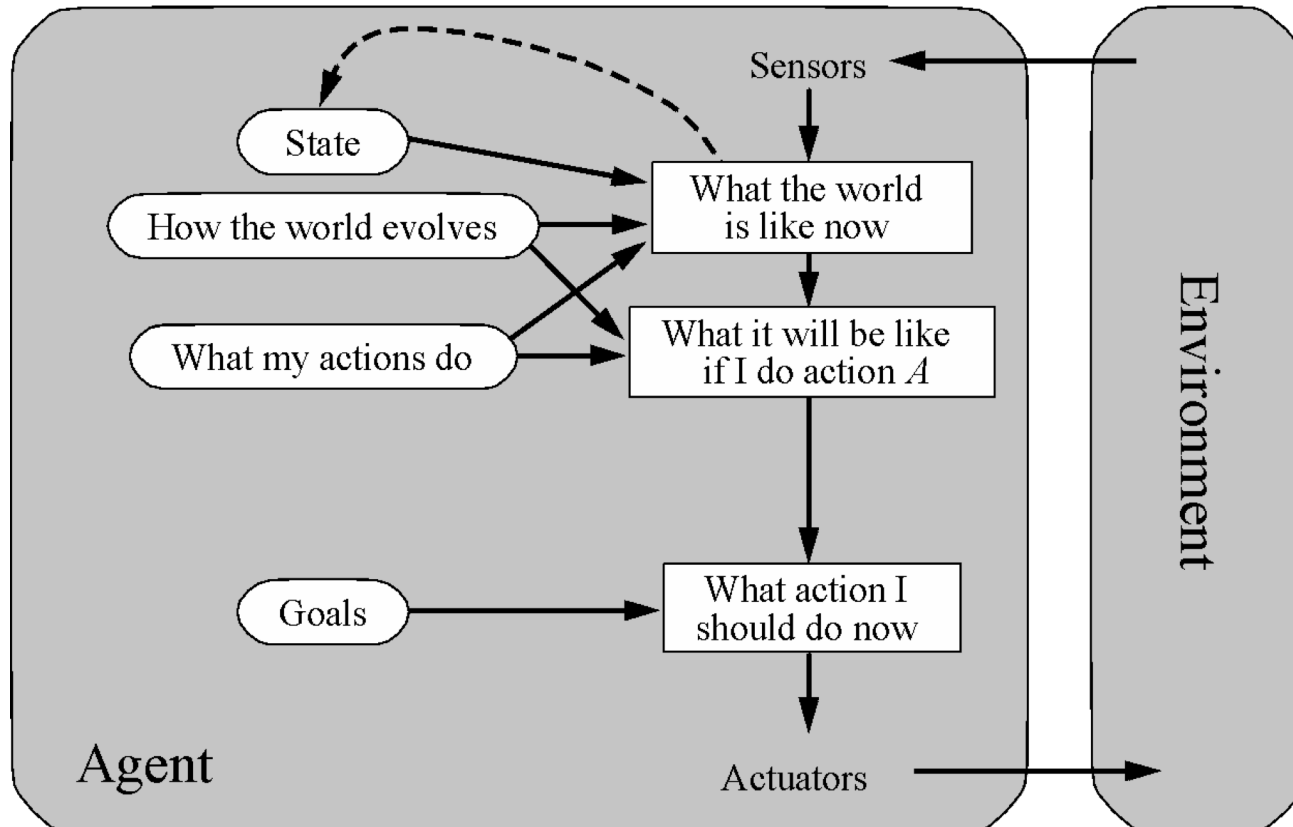 Sensors
State
What the world
is like now
How the world evolves
What my actions do
What it will be like
if I do action A
Goals
What action I
should do now
Agent
Actuators
Environment